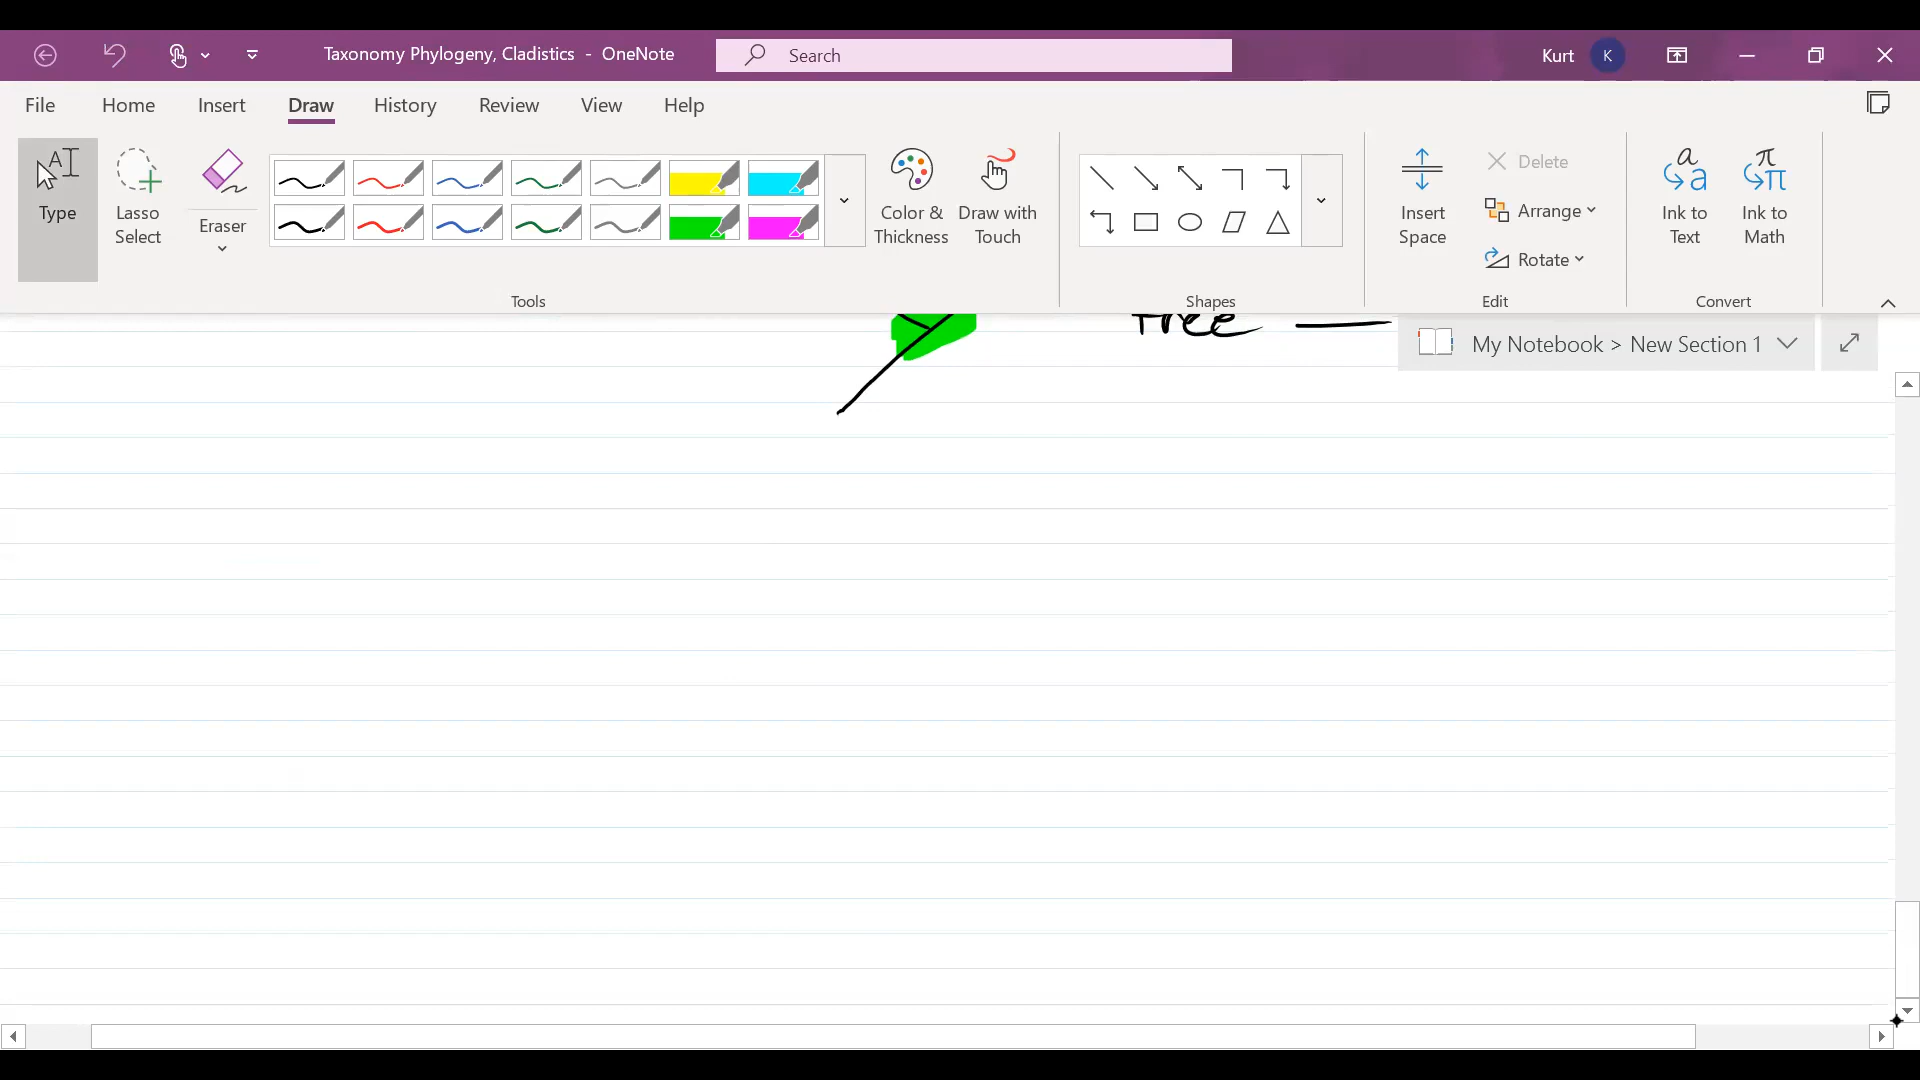 Taxonomy Phylogeny, Cladistics - OneNote
Search
Kurt K
File Home Insert Draw History Review View Help
Type
Lasso Select
Eraser
Color & Thickness
Draw with Touch
Insert Space
Delete
Arrange
Rotate
Ink to Text
Ink to Math
Tools Shapes Edit Convert
Tree —
My Notebook > New Section 1